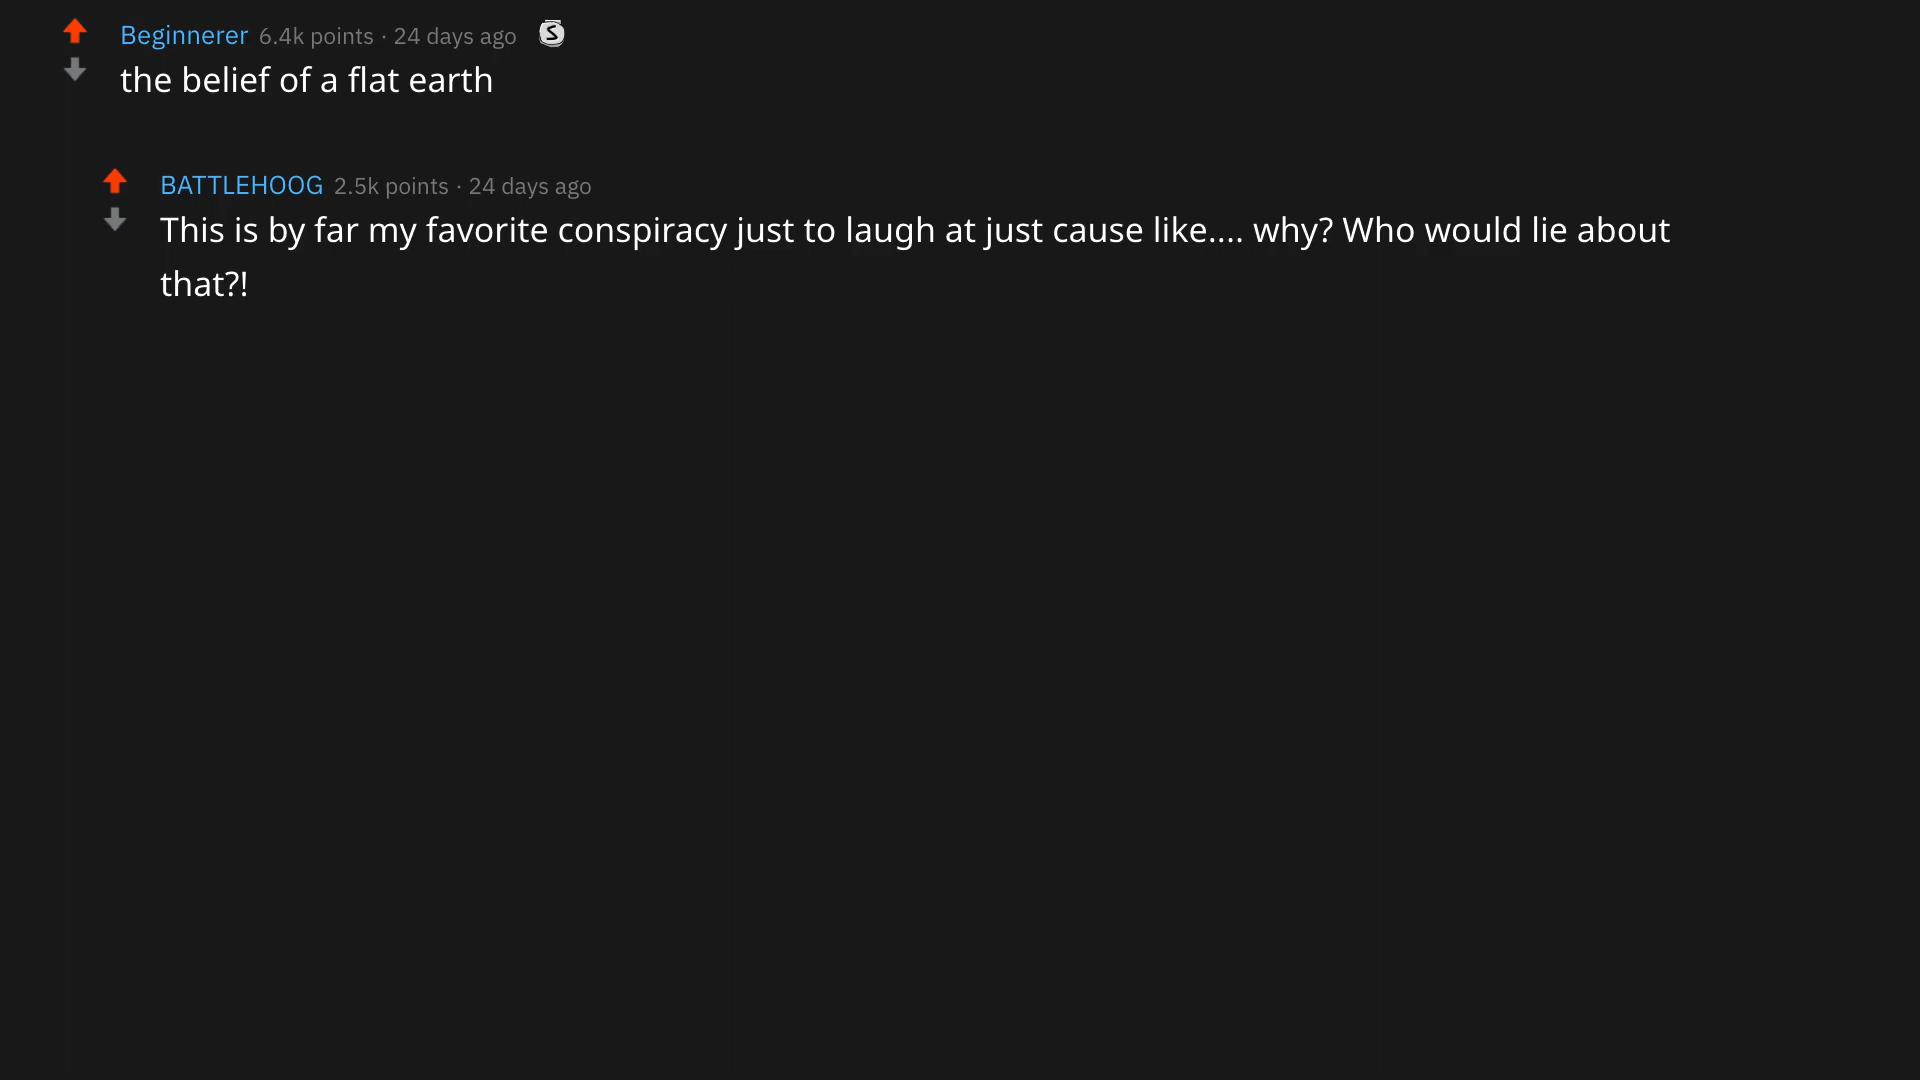 Beginnerer 6.4k points · 24 days ago S
the belief of a flat earth
BATTLEHOOG 2.5k points · 24 days ago
This is by far my favorite conspiracy just to laugh at just cause like.... why? Who would lie about
that?!